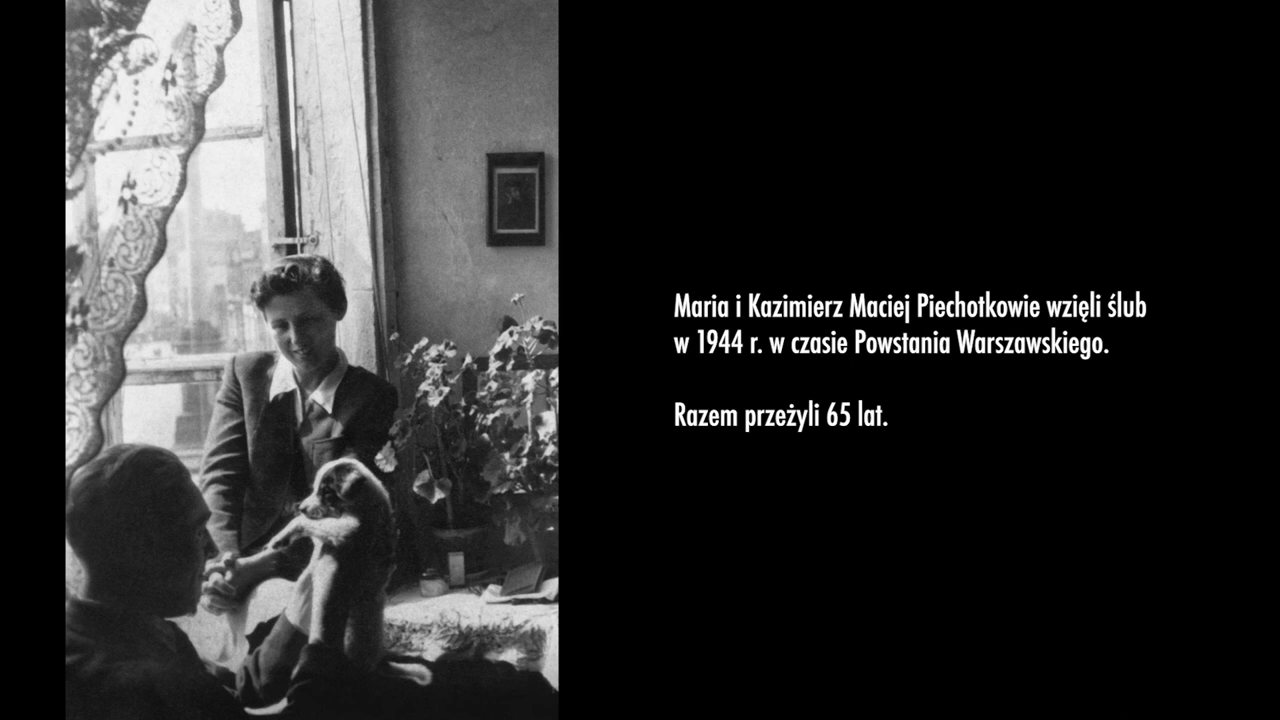 Maria i Kazimierz Maciej Piechotkowie wzięli ślub
w 1944 r. w czasie Powstania Warszawskiego.
Razem przeżyli 65 lat.